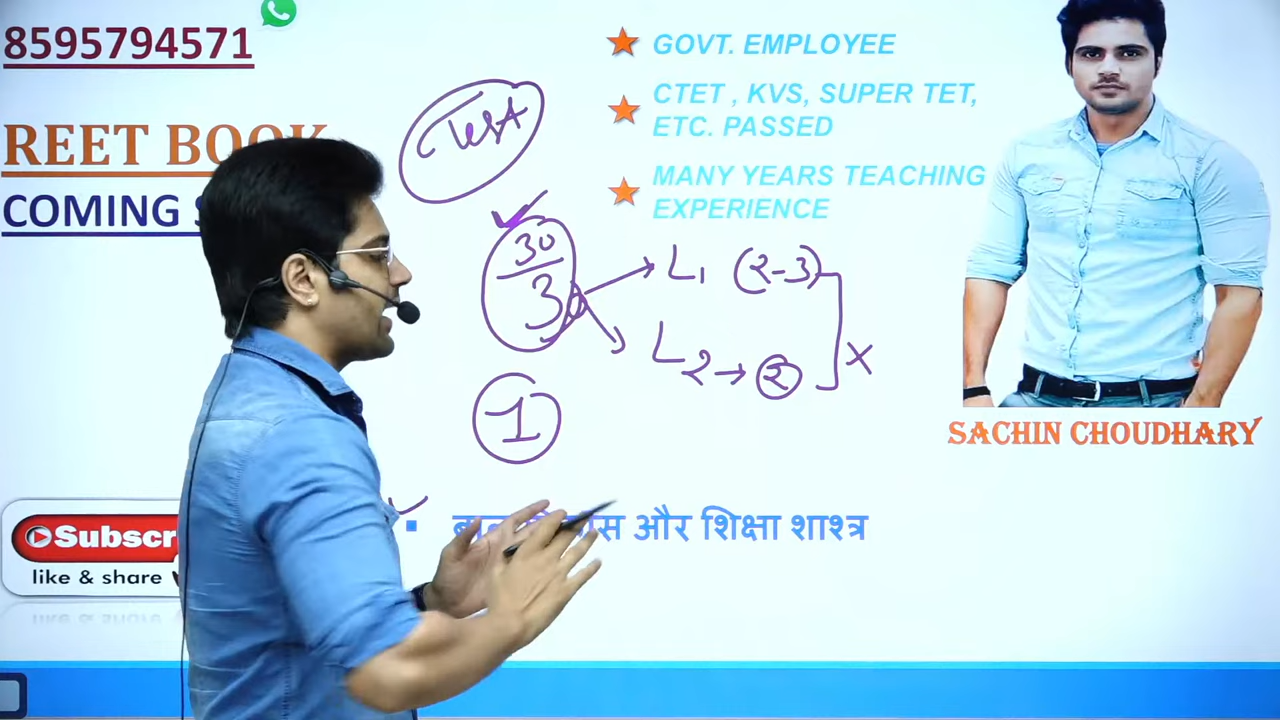 8595794571
REET BOOK
COMING
GOVT. EMPLOYEE
CTET , KVS, SUPER TET,
ETC. PASSED
MANY YEARS TEACHING
EXPERIENCE
Test
30
3
L1 (2-3)
L2 → 2
×
1
SACHIN CHOUDHARY
और शिक्षा शाश्त्र
Subscr
like & share